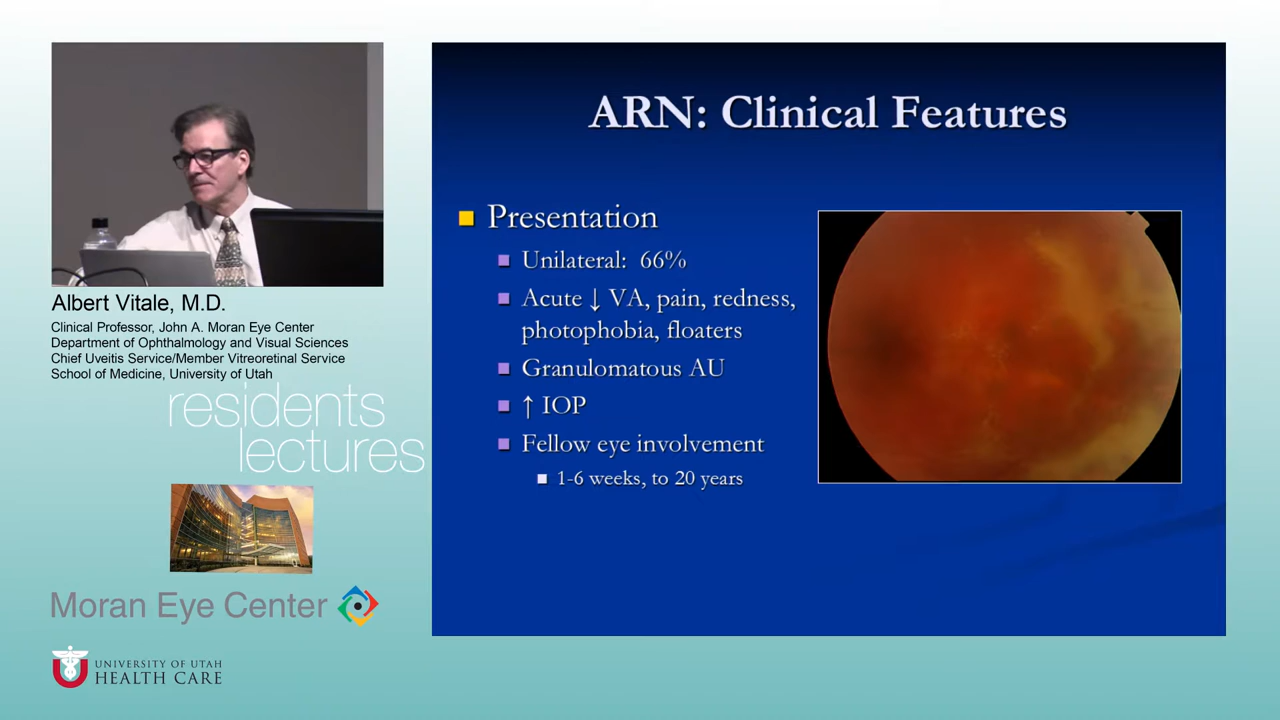 Albert Vitale, M.D.
Clinical Professor, John A. Moran Eye Center
Department of Ophthalmology and Visual Sciences
Chief Uveitis Service/Member Vitreoretinal Service
School of Medicine, University of Utah
residents
lectures
Moran Eye Center
UNIVERSITY OF UTAH
HEALTH CARE
ARN: Clinical Features
Presentation
Unilateral: 66%
Acute ↓ VA, pain, redness,
photophobia, floaters
Granulomatous AU
↑ IOP
Fellow eye involvement
1-6 weeks, to 20 years